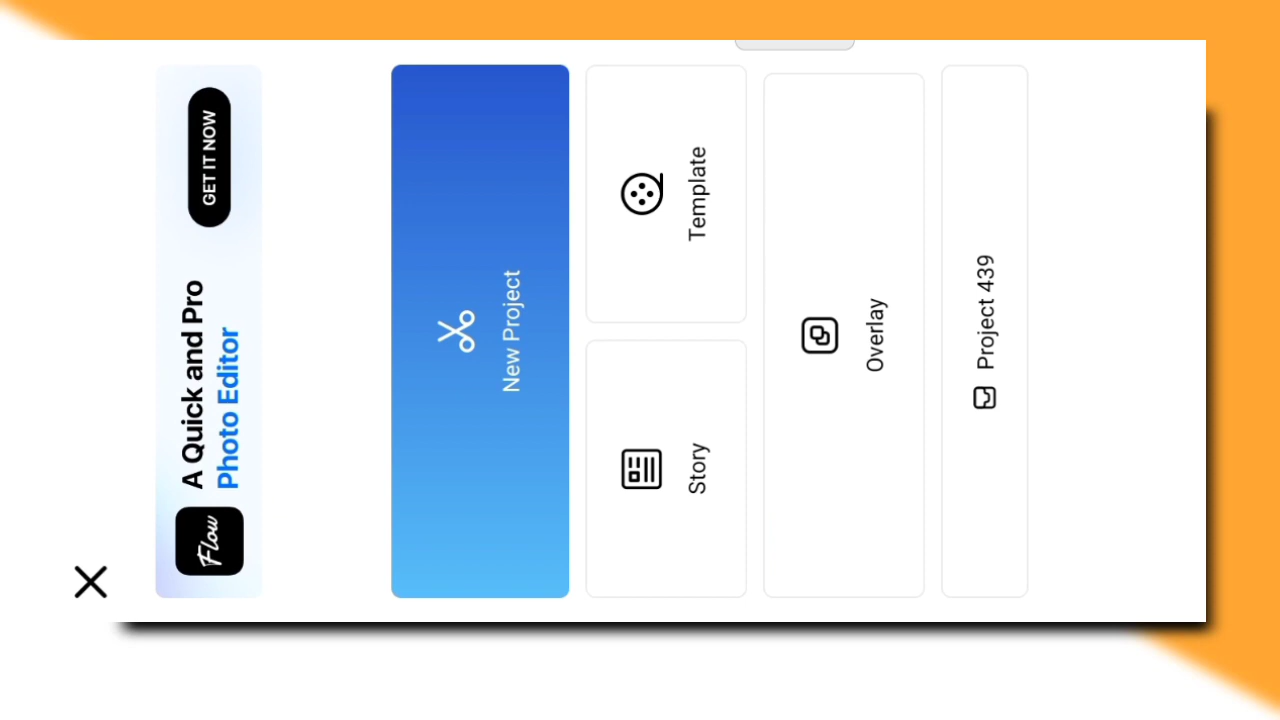 Flow
A Quick and Pro
Photo Editor
GET IT NOW
New Project
Story
Template
Overlay
Project 439